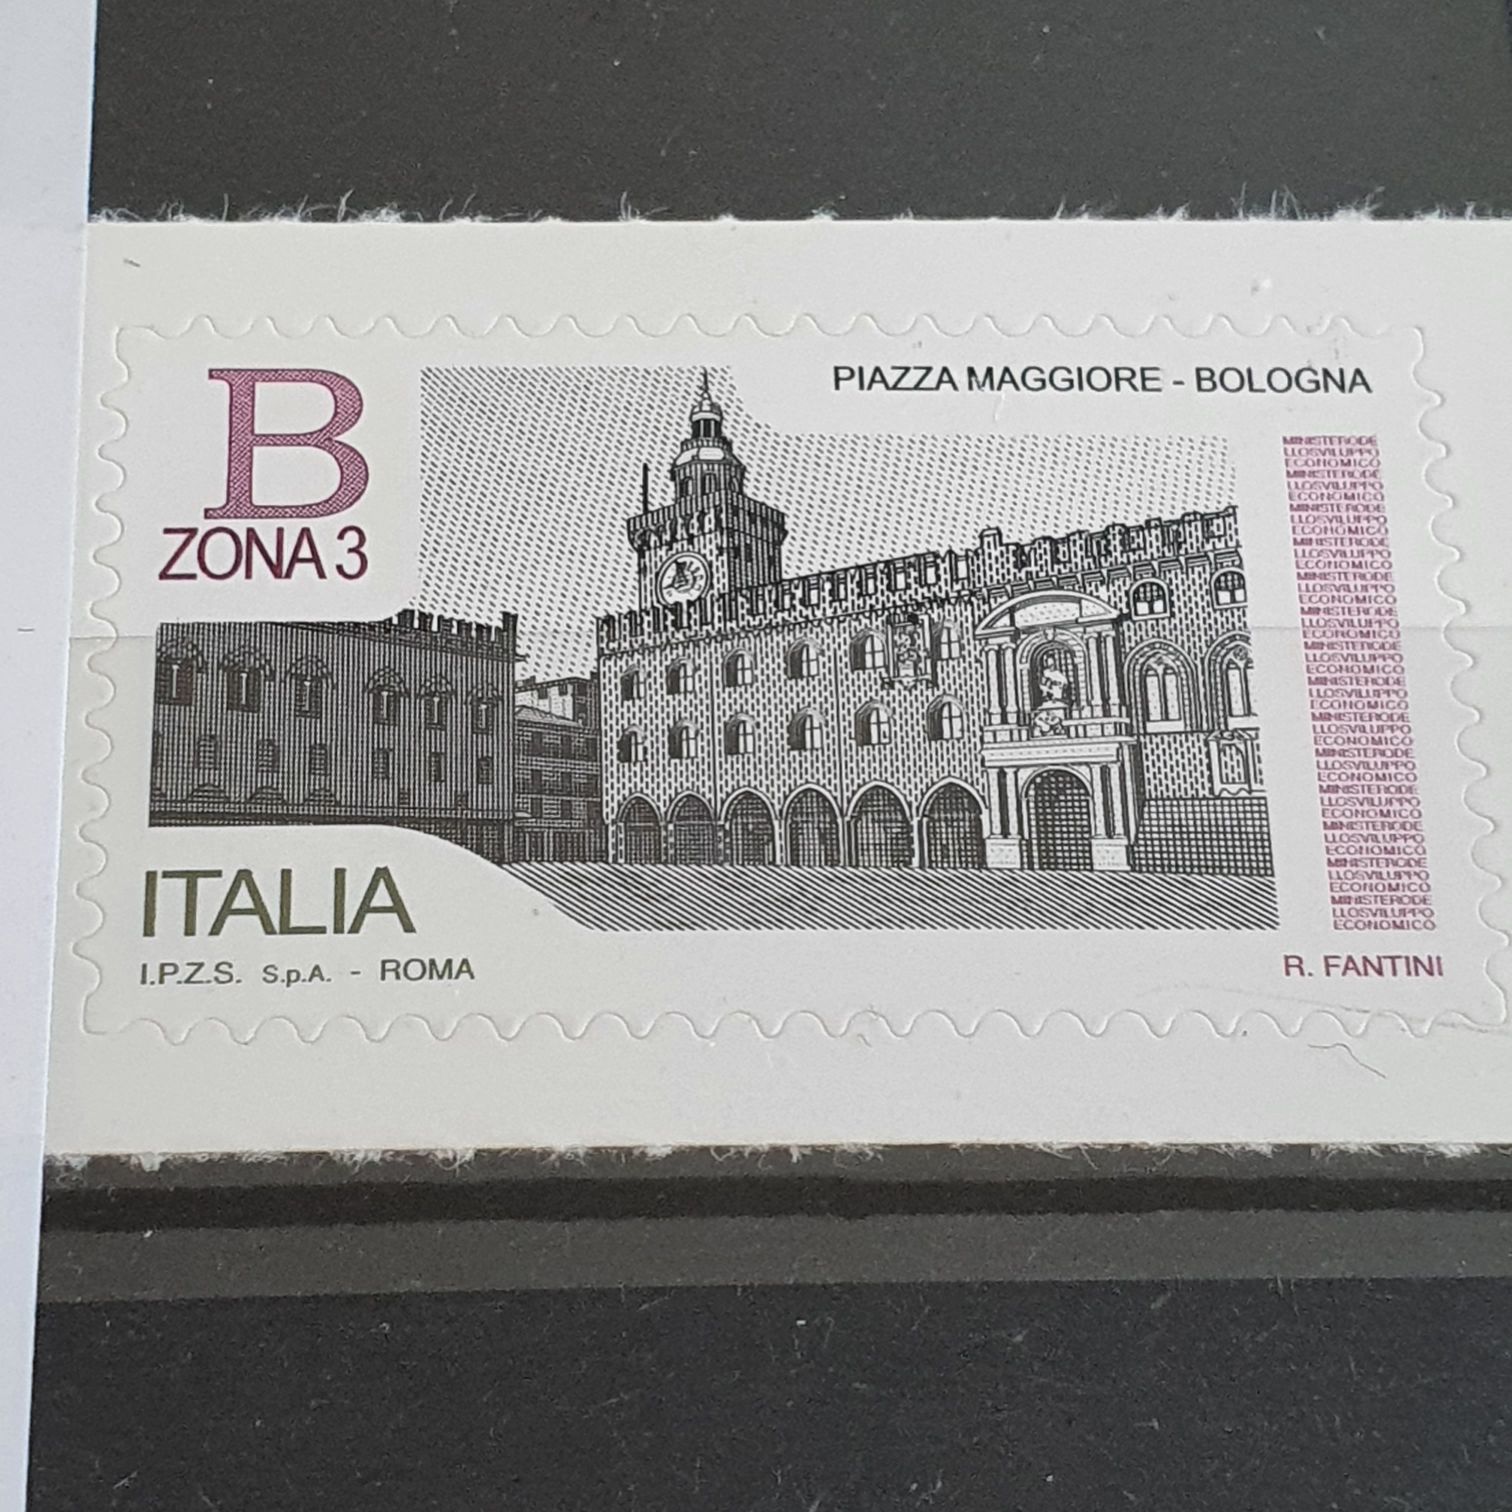 B
ZONA 3
PIAZZA MAGGIORE - BOLOGNA
MINISTERODE
LLOSVILUPPO
ECONOMICO
MINISTERODE
LLOSVILUPPO
ECONOMICO
MINISTERODE
LLOSVILUPPO
ECONOMICO
MINISTERODE
LLOSVILUPPO
ECONOMICO
MINISTERODE
LLOSVILUPPO
ECONOMICO
MINISTERODE
LLOSVILUPPO
ECONOMICO
MINISTERODE
LLOSVILUPPO
ECONOMICO
MINISTERODE
LLOSVILUPPO
ECONOMICO
MINISTERODE
LLOSVILUPPO
ECONOMICO
MINISTERODE
LLOSVILUPPO
ECONOMICO
MINISTERODE
LLOSVILUPPO
ECONOMICO
MINISTERODE
LLOSVILUPPO
ECONOMICO
MINISTERODE
LLOSVILUPPO
ECONOMICO
MINISTERODE
LLOSVILUPPO
ECONOMICO
ITALIA
I.P.Z.S. S.p.A. - ROMA
R. FANTINI